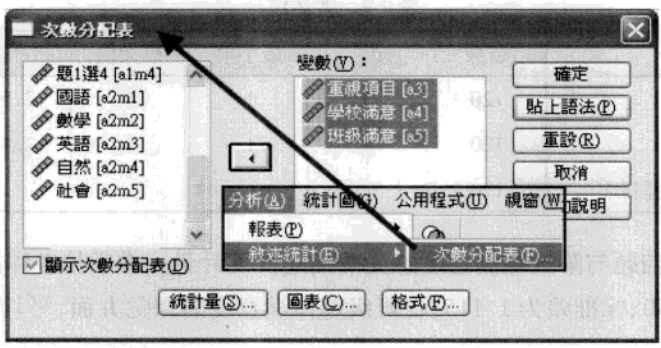 次數分配表
題1選4 [a1m4]
國語 [a2m1]
數學 [a2m2]
英語 [a2m3]
自然 [a2m4]
社會 [a2m5]
變數(V)：
重視項目 [a3]
學校滿意 [a4]
班級滿意 [a5]
確定
貼上語法(P)
重設(R)
取消
說明
分析(A) 統計圖(G) 公用程式(U) 視窗(W
報表(P)
敘述統計(E)
次數分配表(F)...
顯示次數分配表(D)
統計量(S)...
圖表(C)...
格式(F)...